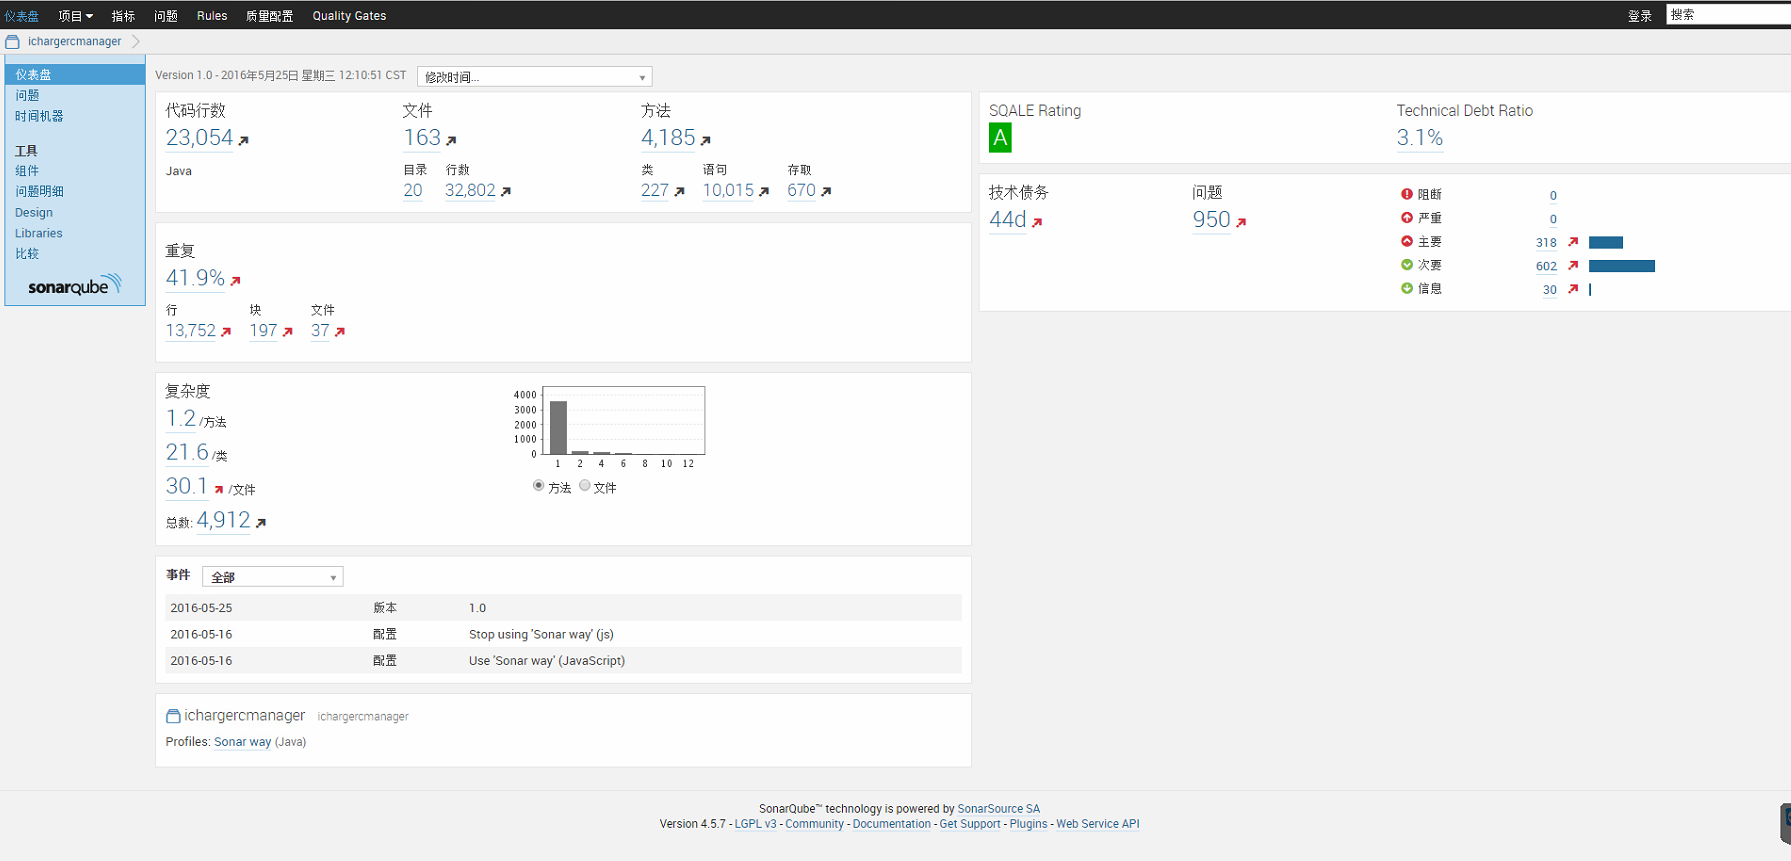 仪表盘 项目 指标 问题 Rules 质量配置 Quality Gates 登录 搜索
ichargercmanager
仪表盘
问题
时间机器
工具
组件
问题明细
Design
Libraries
比较
sonarqube
Version 1.0 - 2016年5月25日 星期三 12:10:51 CST 修改时间...
代码行数 文件 方法
23,054 163 4,185
Java 目录 行数 类 语句 存取
20 32,802 227 10,015 670
重复
41.9%
行 块 文件
13,752 197 37
复杂度
1.2 /方法
21.6 /类
30.1 /文件
总数: 4,912
4000
3000
2000
1000
0
1 2 4 6 8 10 12
方法 文件
事件 全部
2016-05-25 版本 1.0
2016-05-16 配置 Stop using 'Sonar way' (js)
2016-05-16 配置 Use 'Sonar way' (JavaScript)
ichargercmanager ichargercmanager
Profiles: Sonar way (Java)
SQALE Rating Technical Debt Ratio
A 3.1%
技术债务 问题
44d 950
阻断 0
严重 0
主要 318
次要 602
信息 30
SonarQube™ technology is powered by SonarSource SA
Version 4.5.7 - LGPL v3 - Community - Documentation - Get Support - Plugins - Web Service API